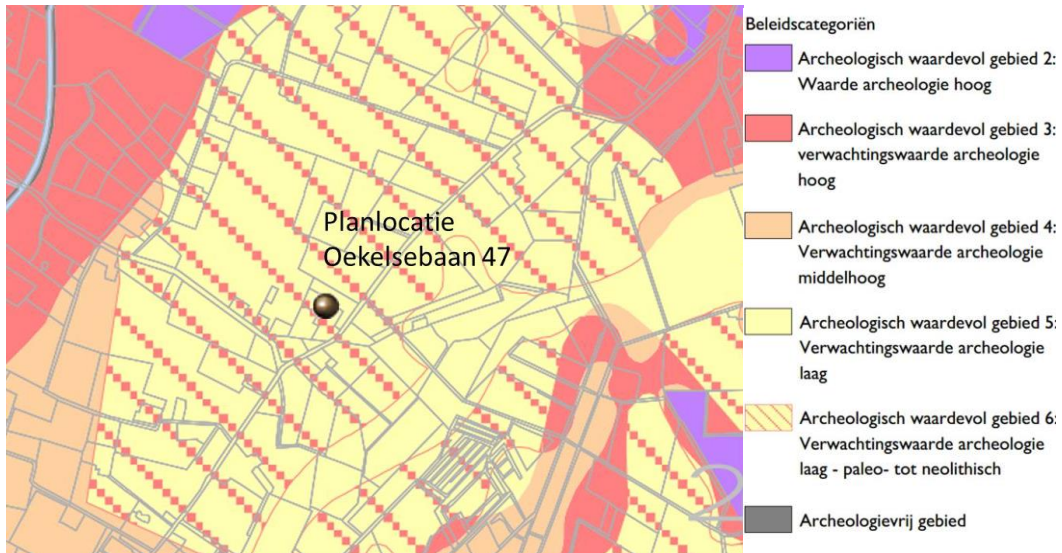 Planlocatie
Oekelsebaan 47
Beleidscategoriën
Archeologisch waardevol gebied 2:
Waarde archeologie hoog
Archeologisch waardevol gebied 3:
verwachtingswaarde archeologie
hoog
Archeologisch waardevol gebied 4:
Verwachtingswaarde archeologie
middelhoog
Archeologisch waardevol gebied 5:
Verwachtingswaarde archeologie
laag
Archeologisch waardevol gebied 6:
Verwachtingswaarde archeologie
laag - paleo- tot neolithisch
Archeologievrij gebied